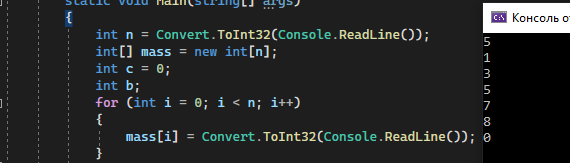 static void Main(string[] args)
{
int n = Convert.ToInt32(Console.ReadLine());
int[] mass = new int[n];
int c = 0;
int b;
for (int i = 0; i < n; i++)
{
mass[i] = Convert.ToInt32(Console.ReadLine());
}
Консоль от
5
1
3
5
7
8
0